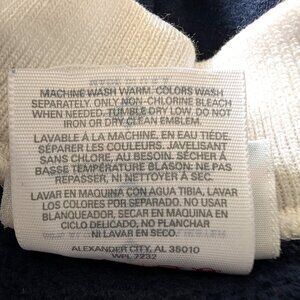 MACHINE WASH WARM. COLORS WASH
SEPARATELY. ONLY NON-CHLORINE BLEACH
WHEN NEEDED. TUMBLE DRY LOW. DO NOT
IRON OR DRY CLEAN EMBLEM.
LAVABLE À LA MACHINE, EN EAU TIÈDE.
SÉPARER LES COULEURS. JAVELISANT
SANS CHLORE, AU BESOIN. SÉCHER À
BASSE TEMPÉRATURE BLASON: NE PAS
REPASSER, NI NETTOYER À SEC.
LAVAR EN MAQUINA CON AGUA TIBIA, LAVAR
LOS COLORES POR SEPARADO. NO USAR
BLANQUEADOR, SECAR EN MAQUINA EN
CICLO DELICADO, NO PLANCHAR
NI LAVAR EN SECO.
ALEXANDER CITY, AL 35010
WPL 7232